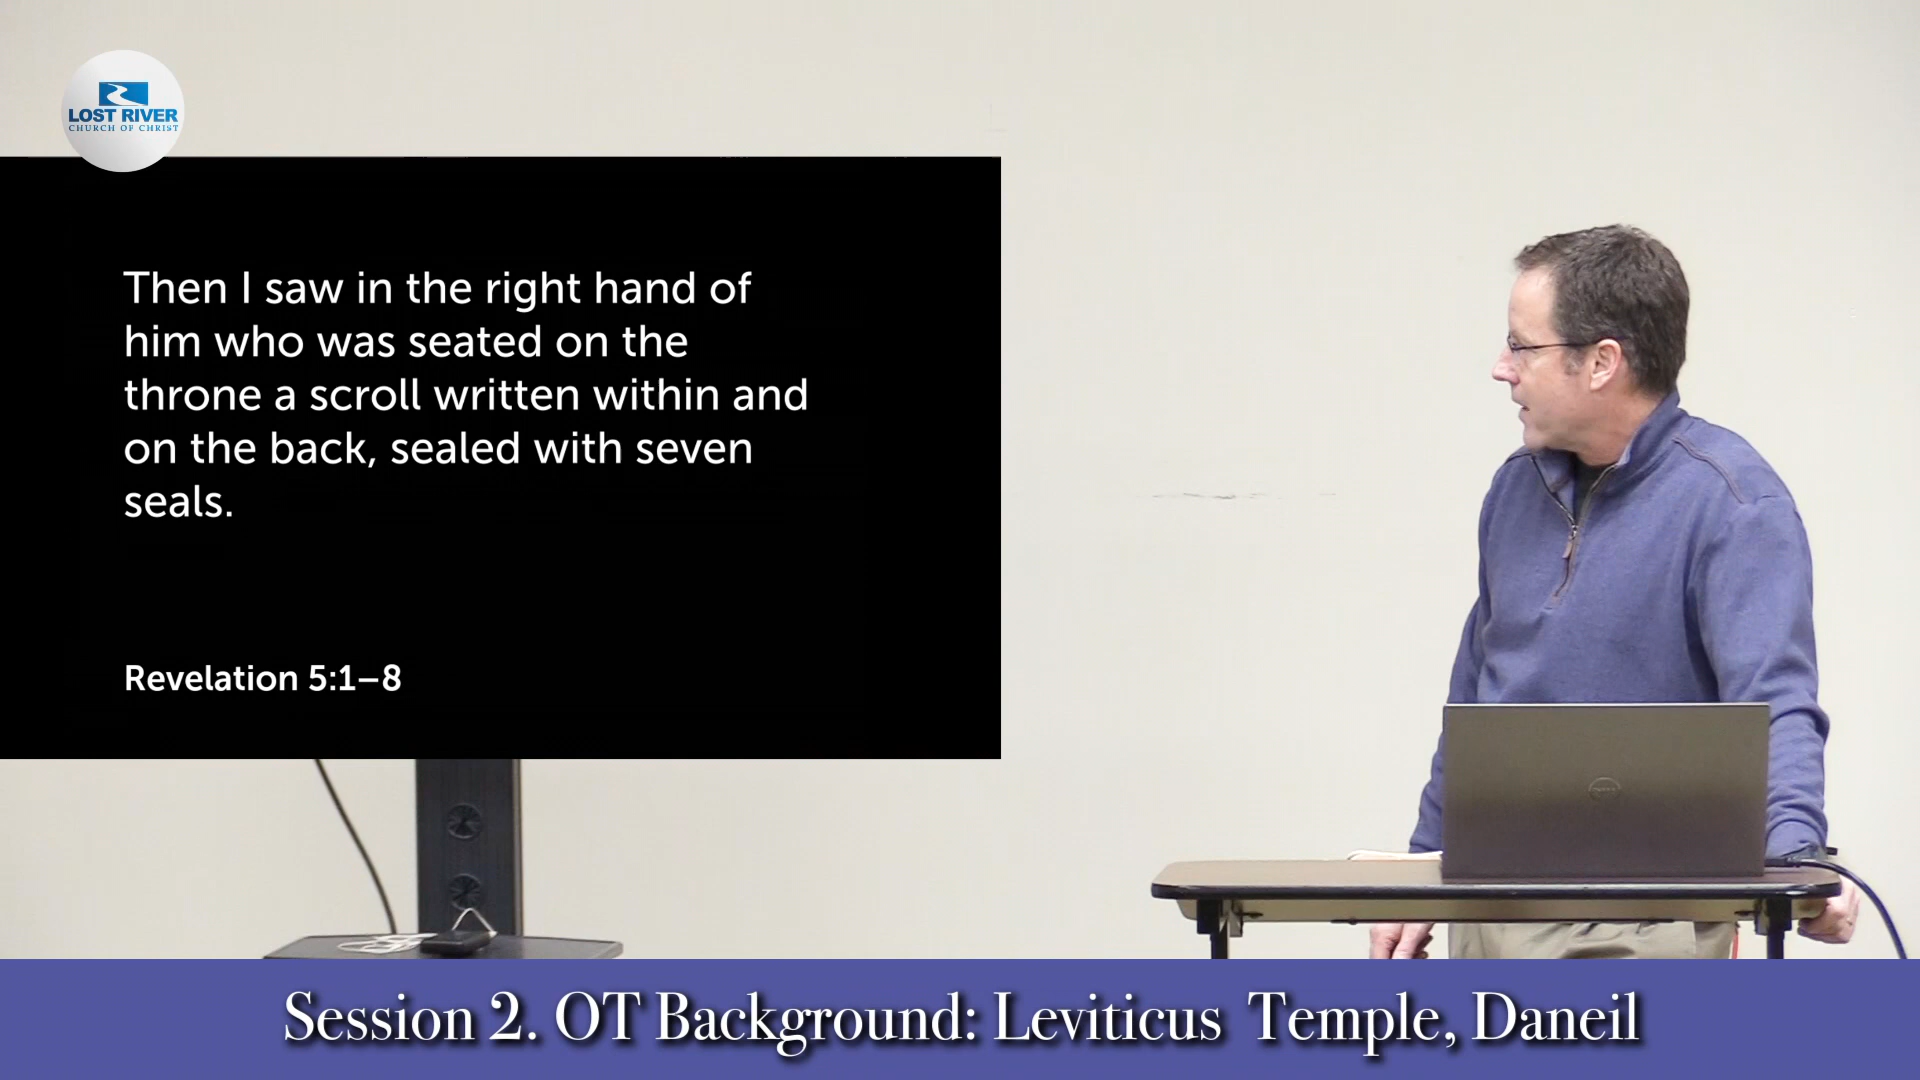 LOST RIVER
CHURCH OF CHRIST
Then I saw in the right hand of
him who was seated on the
throne a scroll written within and
on the back, sealed with seven
seals.
Revelation 5:1–8
DELL
Session 2. OT Background: Leviticus Temple, Daneil